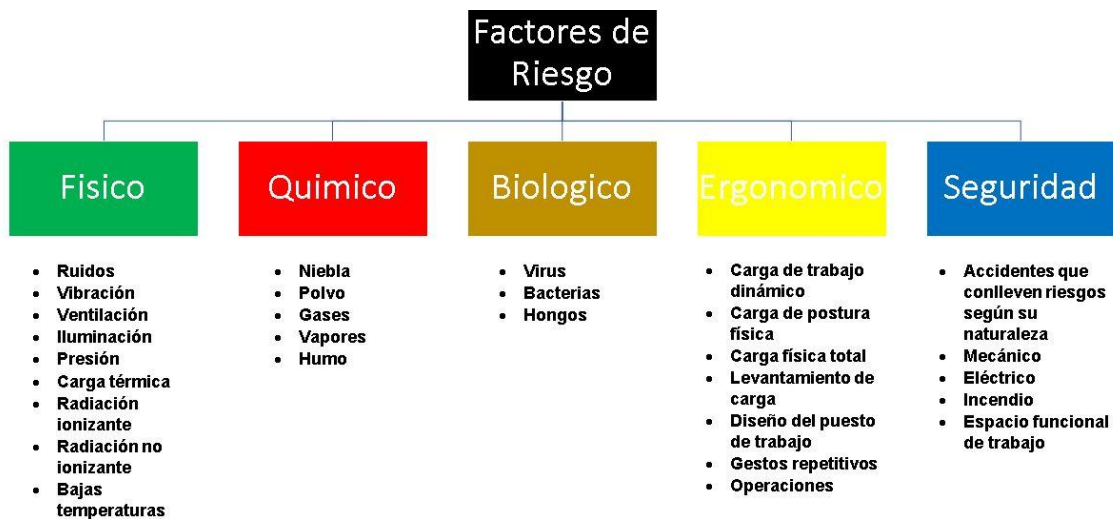 Factores de
Riesgo
Fisico
Quimico
Biologico
Ergonomico
Seguridad
• Ruidos
• Vibración
• Ventilación
• Iluminación
• Presión
• Carga térmica
• Radiación
ionizante
• Radiación no
ionizante
• Bajas
temperaturas
• Niebla
• Polvo
• Gases
• Vapores
• Humo
• Virus
• Bacterias
• Hongos
• Carga de trabajo
dinámico
• Carga de postura
física
• Carga física total
• Levantamiento de
carga
• Diseño del puesto
de trabajo
• Gestos repetitivos
• Operaciones
• Accidentes que
conlleven riesgos
según su
naturaleza
• Mecánico
• Eléctrico
• Incendio
• Espacio funcional
de trabajo